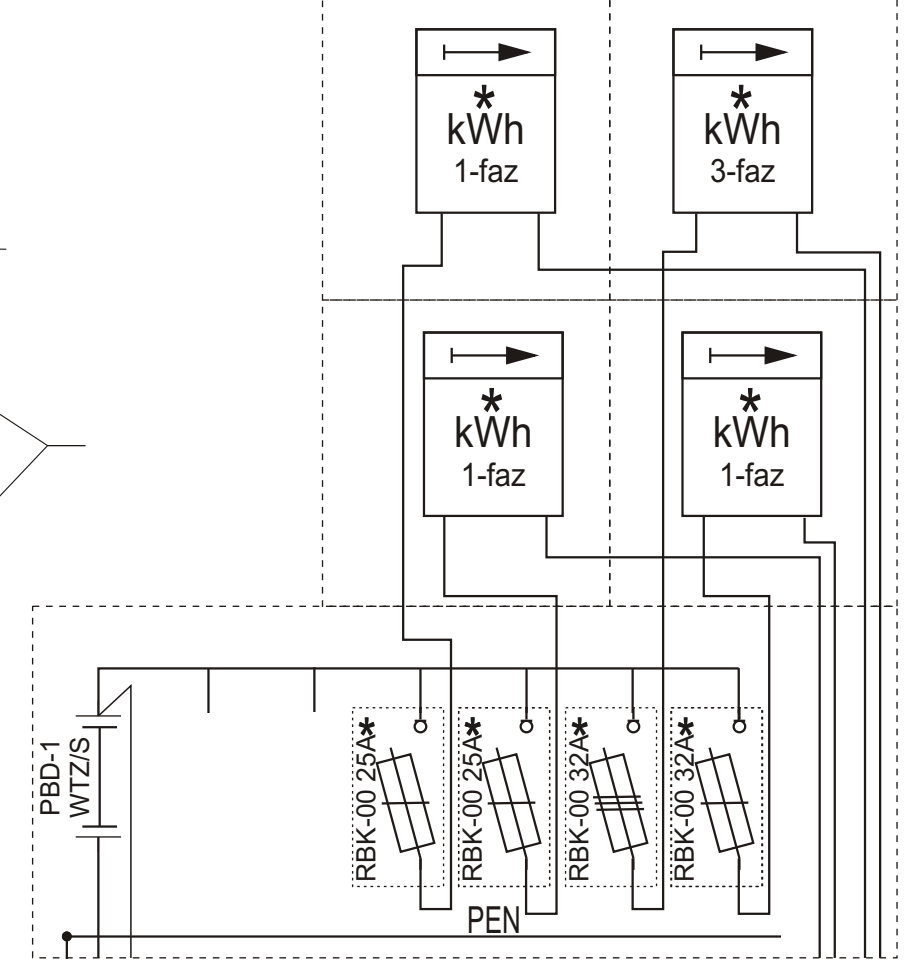 *
kWh
1-faz
*
kWh
3-faz
*
kWh
1-faz
*
kWh
1-faz
PBD-1
WTZ/S
RBK-00 25A*
RBK-00 25A*
RBK-00 32A*
RBK-00 32A*
PEN